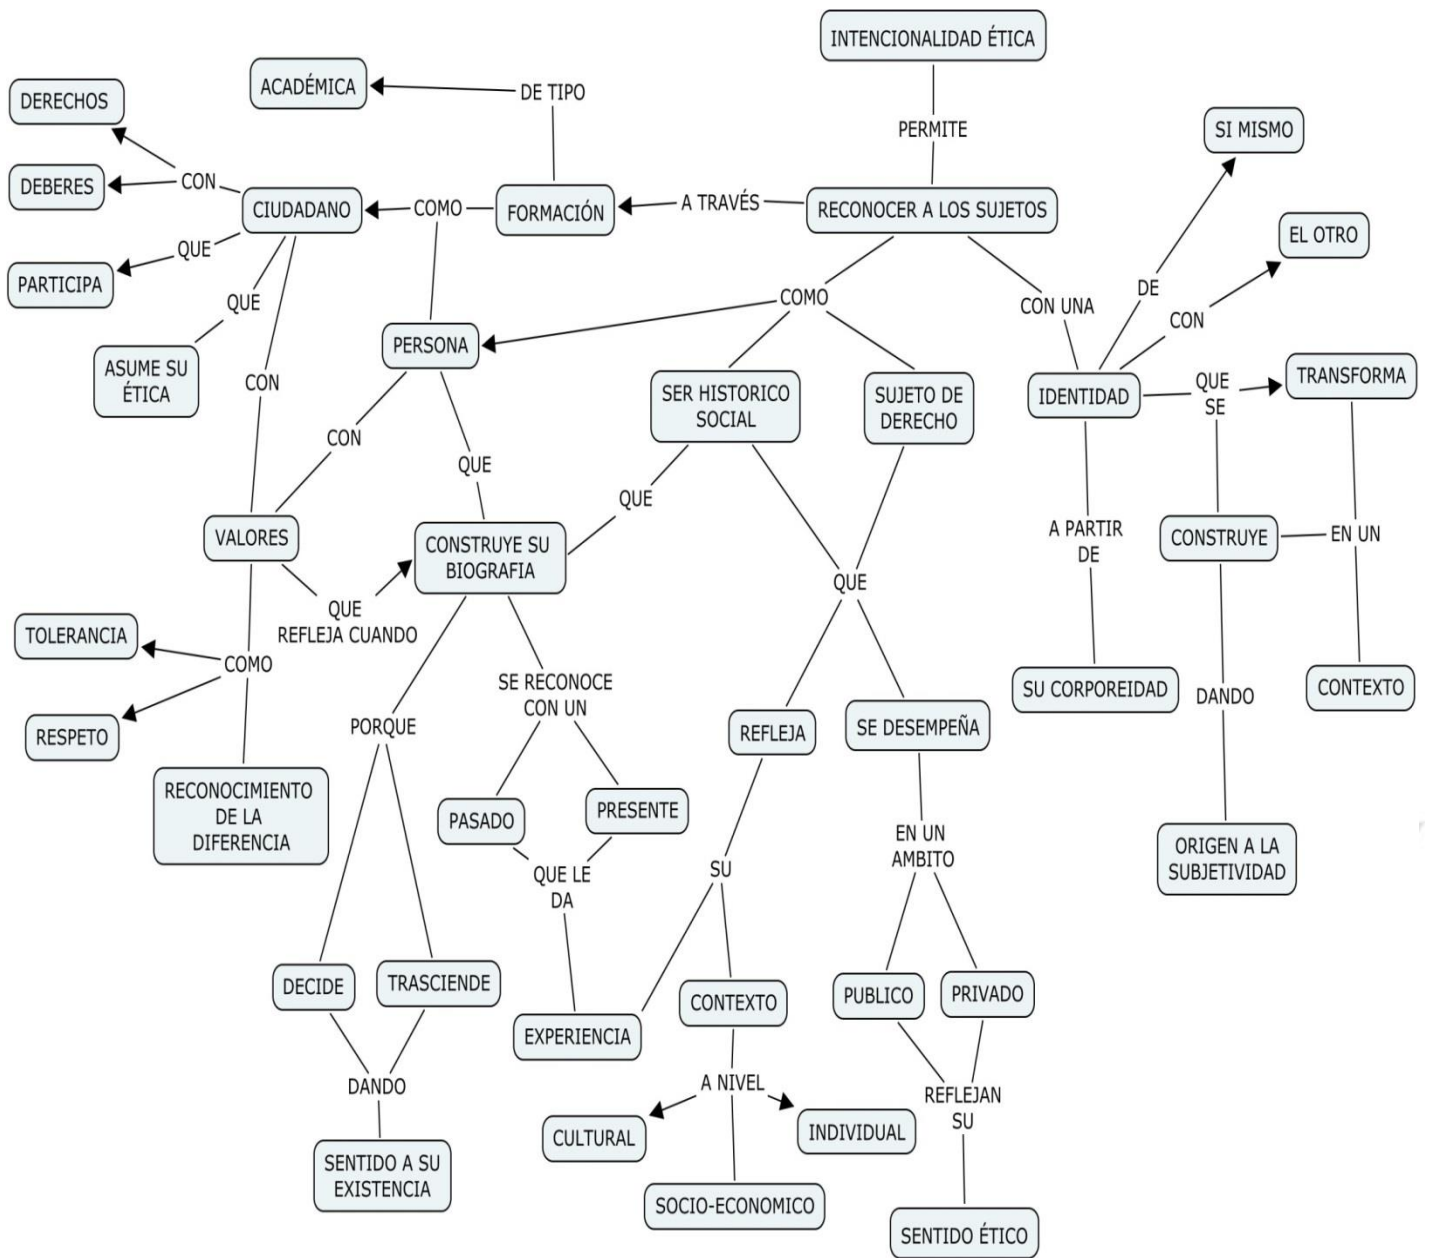 INTENCIONALIDAD ÉTICA
ACADÉMICA
DE TIPO
DERECHOS
PERMITE
SI MISMO
DEBERES
CON
CIUDADANO
COMO
FORMACIÓN
A TRAVÉS
RECONOCER A LOS SUJETOS
EL OTRO
QUE
PARTICIPA
QUE
COMO
CON UNA
DE
CON
ASUME SU
ÉTICA
CON
PERSONA
SER HISTORICO
SOCIAL
SUJETO DE
DERECHO
IDENTIDAD
QUE
SE
TRANSFORMA
CON
QUE
QUE
VALORES
CONSTRUYE SU
BIOGRAFIA
A PARTIR
DE
CONSTRUYE
EN UN
QUE
REFLEJA CUANDO
QUE
TOLERANCIA
COMO
SE RECONOCE
CON UN
SU CORPOREIDAD
DANDO
CONTEXTO
RESPETO
PORQUE
REFLEJA
SE DESEMPEÑA
RECONOCIMIENTO
DE LA
DIFERENCIA
PASADO
PRESENTE
EN UN
AMBITO
ORIGEN A LA
SUBJETIVIDAD
QUE LE
DA
SU
DECIDE
TRASCIENDE
CONTEXTO
PUBLICO
PRIVADO
EXPERIENCIA
DANDO
A NIVEL
REFLEJAN
SU
CULTURAL
INDIVIDUAL
SENTIDO A SU
EXISTENCIA
SOCIO-ECONOMICO
SENTIDO ÉTICO